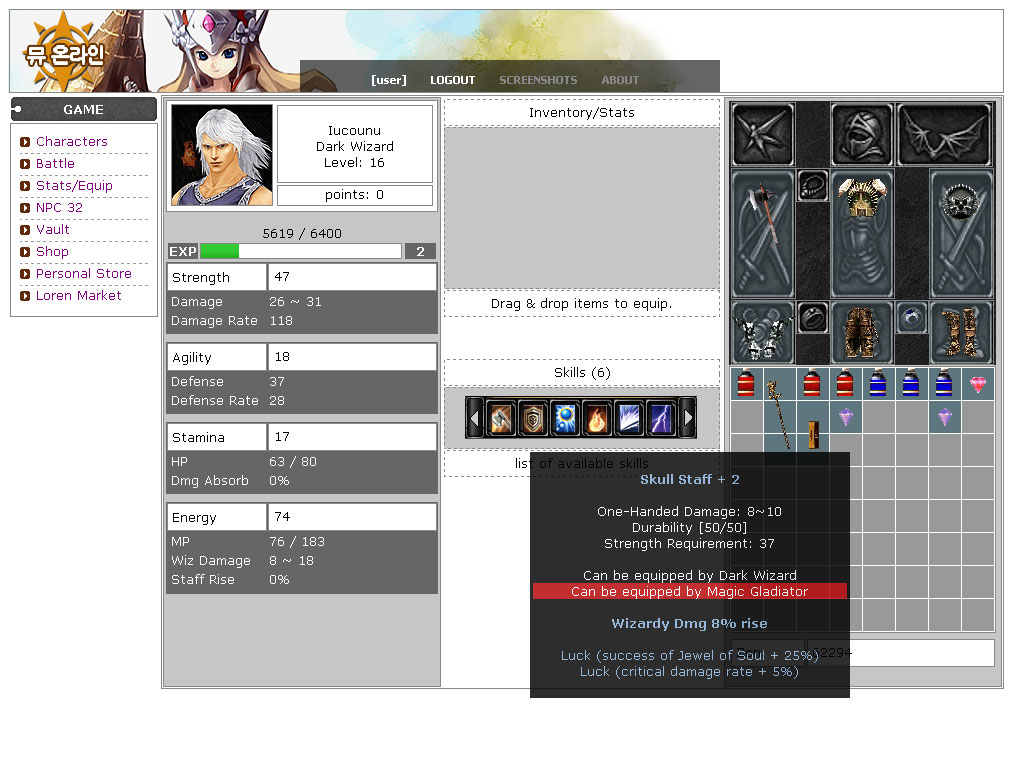 뮤 온라인
[user] LOGOUT SCREENSHOTS ABOUT
GAME
Characters
Battle
Stats/Equip
NPC 32
Vault
Shop
Personal Store
Loren Market
Iucounu
Dark Wizard
Level: 16
points: 0
5619 / 6400
EXP 2
Strength 47
Damage 26 ~ 31
Damage Rate 118
Agility 18
Defense 37
Defense Rate 28
Stamina 17
HP 63 / 80
Dmg Absorb 0%
Energy 74
MP 76 / 183
Wiz Damage 8 ~ 18
Staff Rise 0%
Inventory/Stats
Drag & drop items to equip.
Skills (6)
list of available skills
Skull Staff + 2
One-Handed Damage: 8~10
Durability [50/50]
Strength Requirement: 37
Can be equipped by Dark Wizard
Can be equipped by Magic Gladiator
Wizardy Dmg 8% rise
Luck (success of Jewel of Soul + 25%)
Luck (critical damage rate + 5%)